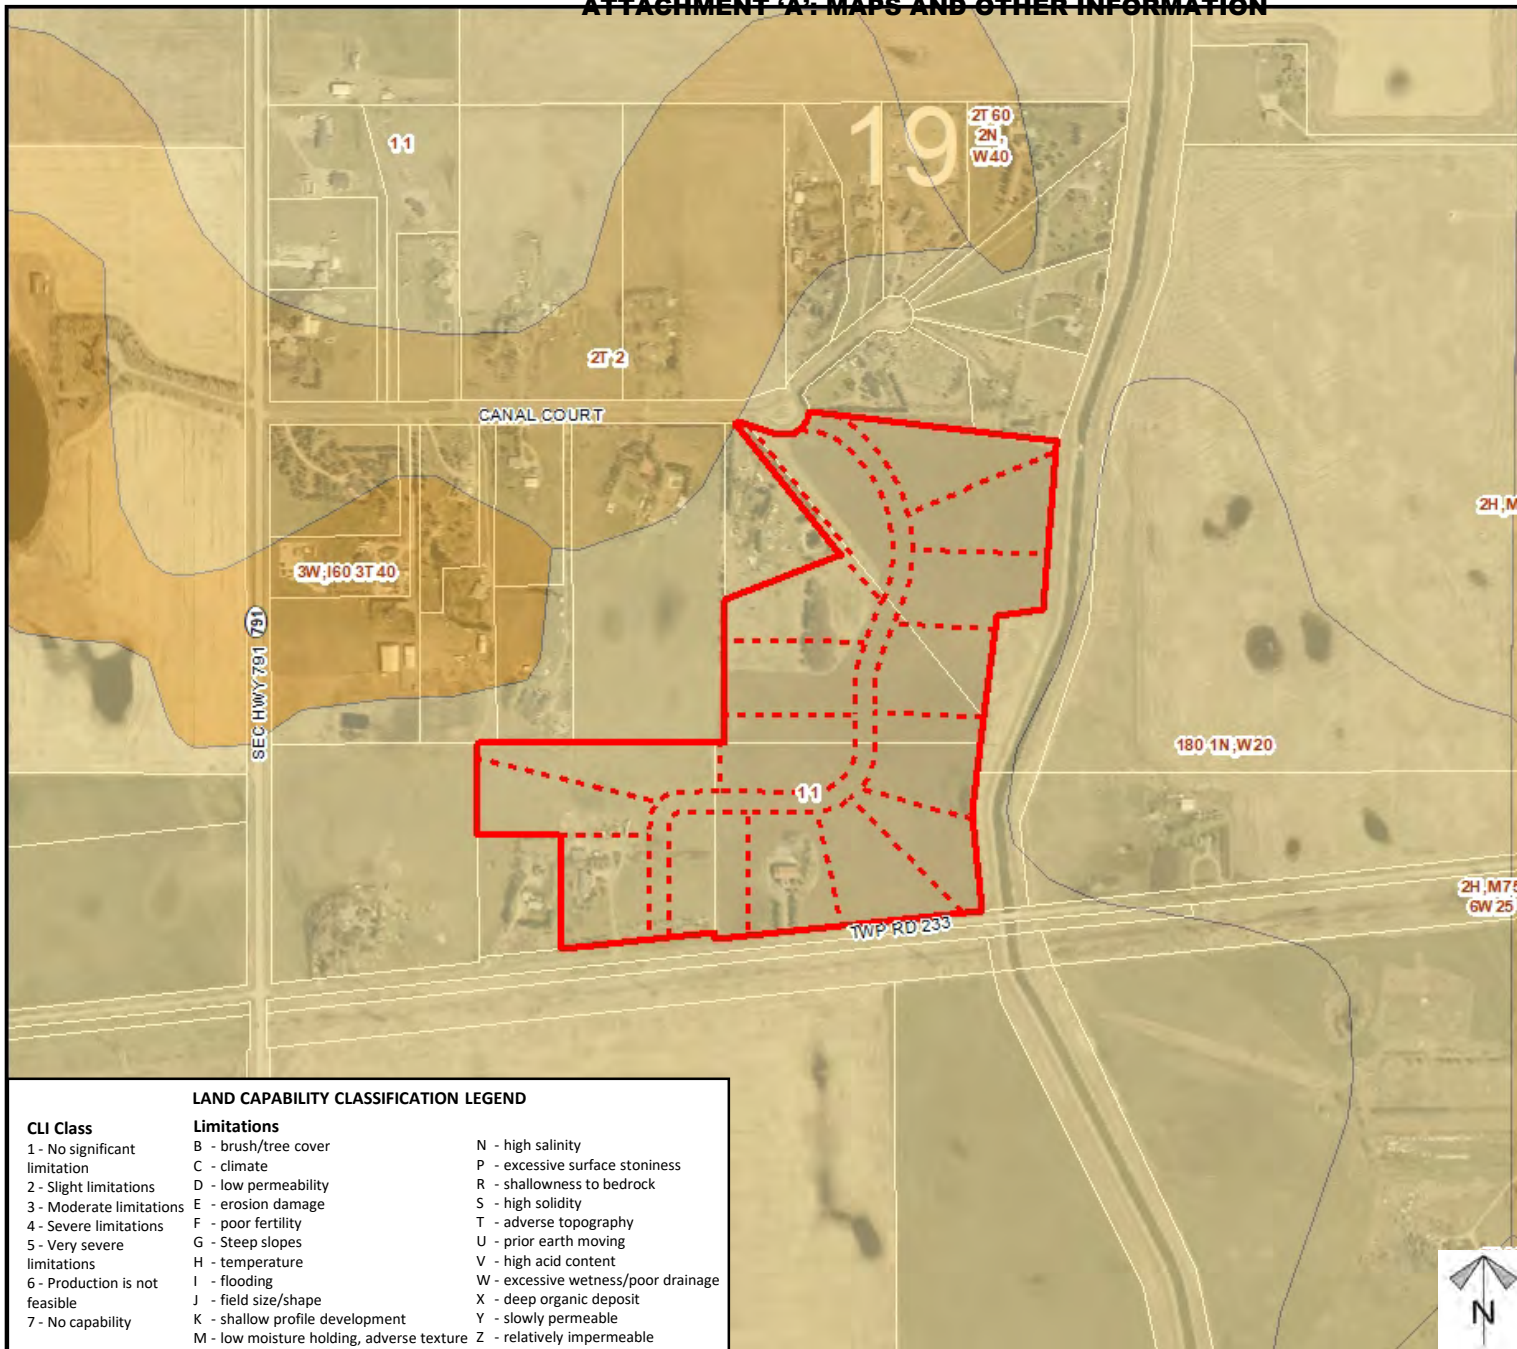 ATTACHMENT ‘A’: MAPS AND OTHER INFORMATION
19
2T 60
2N,
W40
1 1
2T 2
CANAL COURT
2H,M
3W,I60 3T 40
791
SEC HWY 791
180 1N,W20
1 1
2H,M75
6W 25
TWP RD 233
LAND CAPABILITY CLASSIFICATION LEGEND
CLI Class
1 - No significant
limitation
2 - Slight limitations
3 - Moderate limitations
4 - Severe limitations
5 - Very severe
limitations
6 - Production is not
feasible
7 - No capability
Limitations
B - brush/tree cover
C - climate
D - low permeability
E - erosion damage
F - poor fertility
G - Steep slopes
H - temperature
I - flooding
J - field size/shape
K - shallow profile development
M - low moisture holding, adverse texture
N - high salinity
P - excessive surface stoniness
R - shallowness to bedrock
S - high solidity
T - adverse topography
U - prior earth moving
V - high acid content
W - excessive wetness/poor drainage
X - deep organic deposit
Y - slowly permeable
Z - relatively impermeable
N